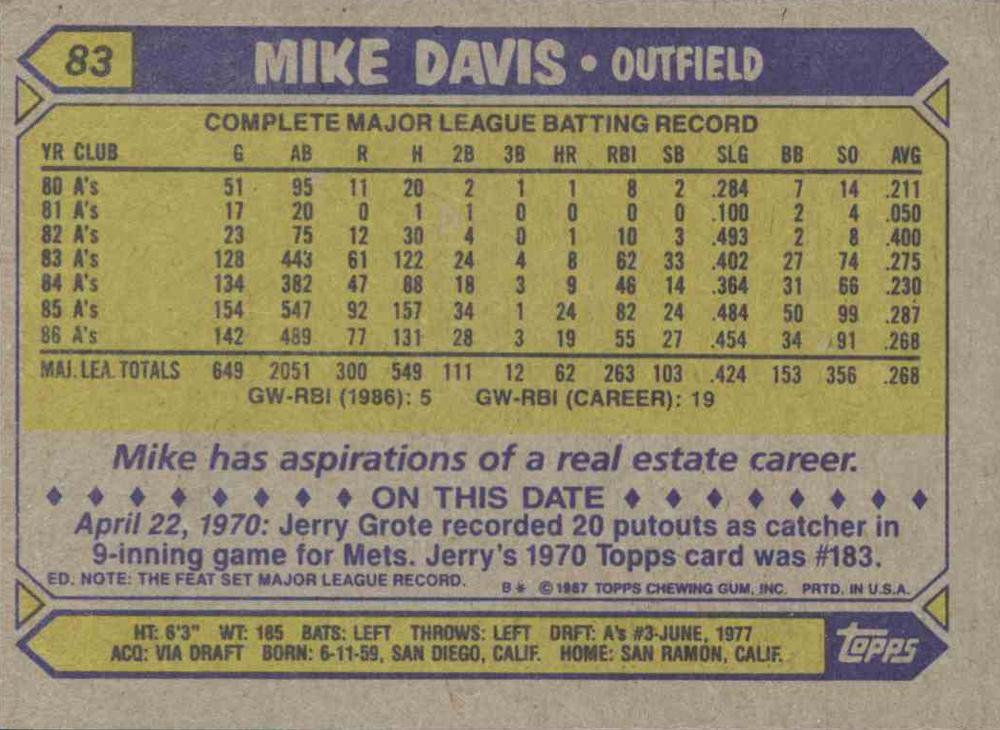 83 MIKE DAVIS • OUTFIELD
COMPLETE MAJOR LEAGUE BATTING RECORD
YR CLUB G AB R H 2B 3B HR RBI SB SLG BB SO AVG
80 A's 51 95 11 20 2 1 1 8 2 .284 7 14 .211
81 A's 17 20 0 1 1 0 0 0 0 .100 2 4 .050
82 A's 23 75 12 30 4 0 1 10 3 .493 2 8 .400
83 A's 128 443 61 122 24 4 8 62 33 .402 27 74 .275
84 A's 134 382 47 88 18 3 9 46 14 .364 31 66 .230
85 A's 154 547 92 157 34 1 24 82 24 .484 50 99 .287
86 A's 142 489 77 131 28 3 19 55 27 .454 34 91 .268
MAJ. LEA. TOTALS 649 2051 300 549 111 12 62 263 103 .424 153 356 .268
GW-RBI (1986): 5 GW-RBI (CAREER): 19
Mike has aspirations of a real estate career.
ON THIS DATE
April 22, 1970: Jerry Grote recorded 20 putouts as catcher in
9-inning game for Mets. Jerry's 1970 Topps card was #183.
ED. NOTE: THE FEAT SET MAJOR LEAGUE RECORD.
B* © 1987 TOPPS CHEWING GUM, INC. PRTD. IN U.S.A.
HT: 6'3" WT: 185 BATS: LEFT THROWS: LEFT DRFT: A's #3-JUNE, 1977
ACQ: VIA DRAFT BORN: 6-11-59, SAN DIEGO, CALIF. HOME: SAN RAMON, CALIF.
topps